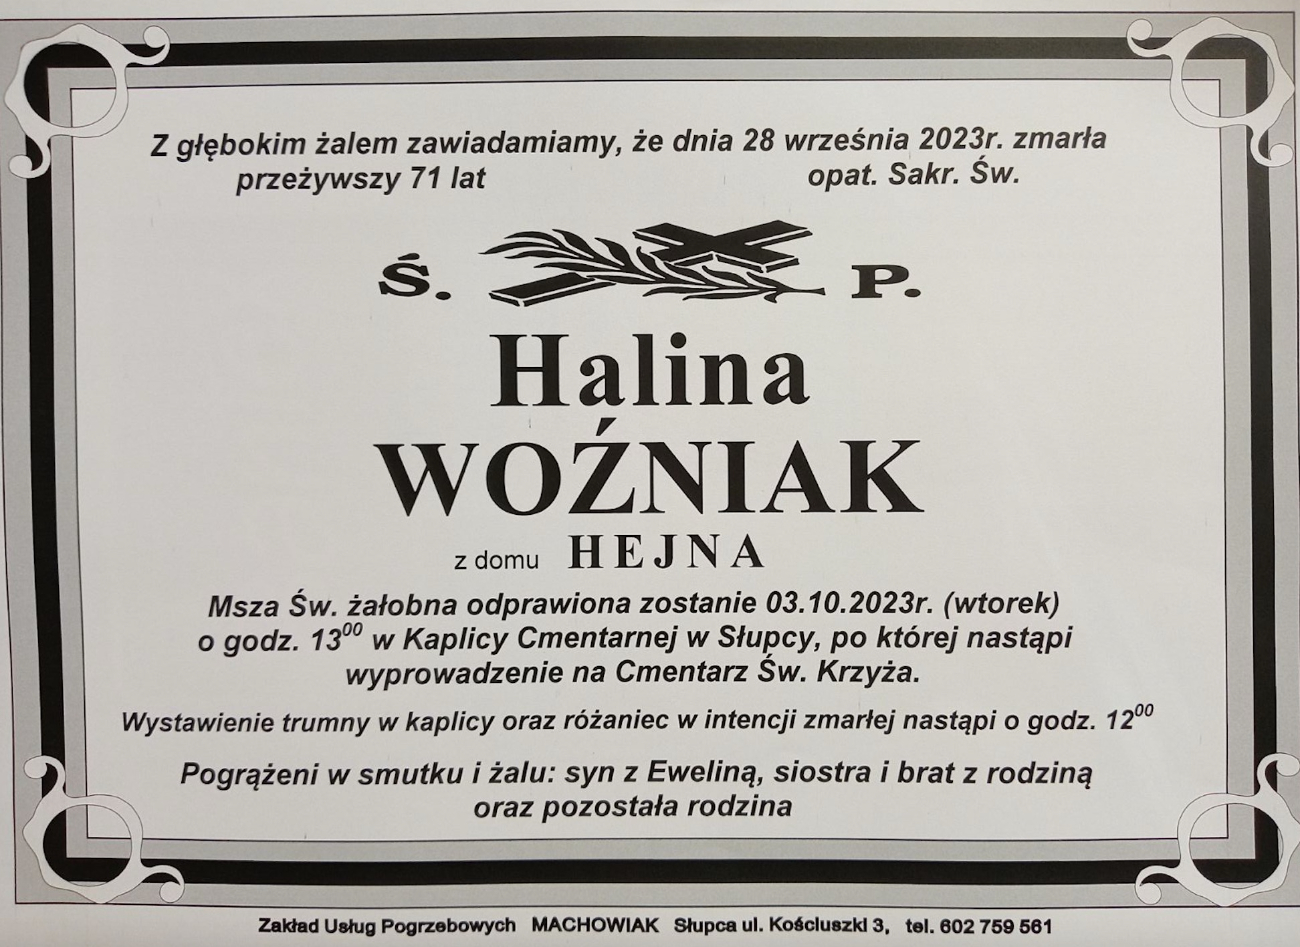 Z głębokim żalem zawiadamiamy, że dnia 28 września 2023r. zmarła
przeżywszy 71 lat opat. Sakr. Św.
Ś. P.
Halina
WOŹNIAK
z domu HEJNA
Msza Św. żałobna odprawiona zostanie 03.10.2023r. (wtorek)
o godz. 13⁰⁰ w Kaplicy Cmentarnej w Słupcy, po której nastąpi
wyprowadzenie na Cmentarz Św. Krzyża.
Wystawienie trumny w kaplicy oraz różaniec w intencji zmarłej nastąpi o godz. 12⁰⁰
Pogrążeni w smutku i żalu: syn z Eweliną, siostra i brat z rodziną
oraz pozostała rodzina
Zakład Usług Pogrzebowych MACHOWIAK Słupca ul. Kościuszki 3, tel. 602 759 561